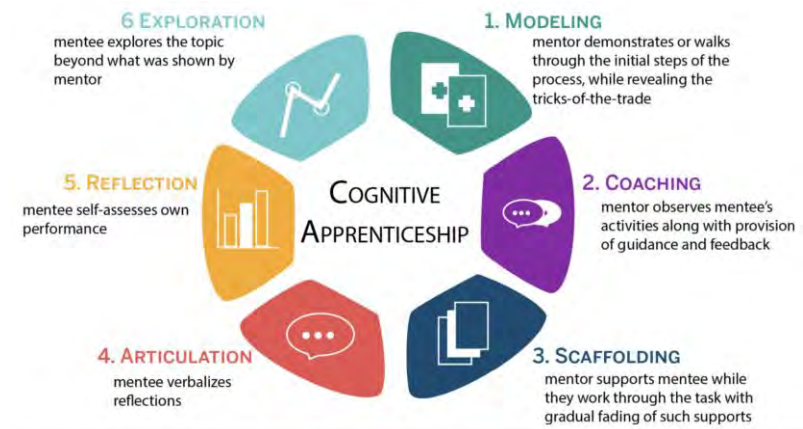 COGNITIVE
APPRENTICESHIP
1. MODELING
mentor demonstrates or walks
through the initial steps of the
process, while revealing the
tricks-of-the-trade
2. COACHING
mentor observes mentee's
activities along with provision
of guidance and feedback
3. SCAFFOLDING
mentor supports mentee while
they work through the task with
gradual fading of such supports
4. ARTICULATION
mentee verbalizes
reflections
5. REFLECTION
mentee self-assesses own
performance
6 EXPLORATION
mentee explores the topic
beyond what was shown by
mentor